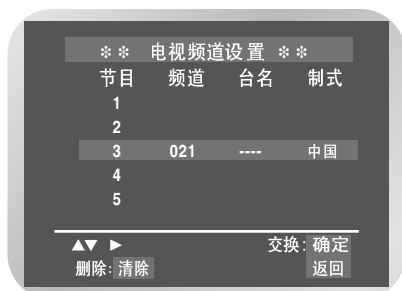 ※※ 电视频道设置 ※※
节目 频道 台名 制式
1
2
3 021 ---- 中国
4
5
▲▼ ▶ 交换: 确定
删除: 清除 返回